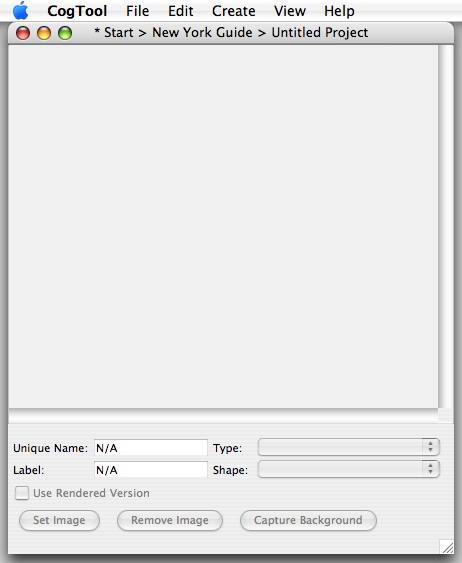 CogTool File Edit Create View Help
* Start > New York Guide > Untitled Project
Unique Name: N/A Type:
Label: N/A Shape:
Use Rendered Version
Set Image Remove Image Capture Background